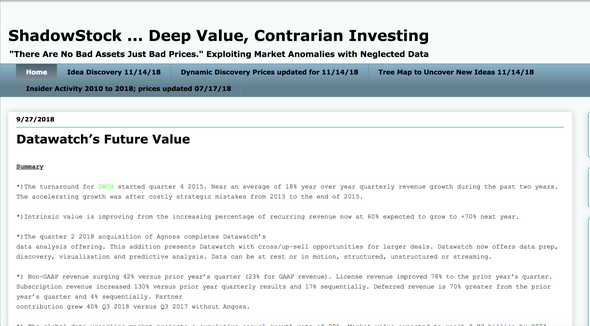 ShadowStock ... Deep Value, Contrarian Investing
"There Are No Bad Assets Just Bad Prices." Exploiting Market Anomalies with Neglected Data
Home Idea Discovery 11/14/18 Dynamic Discovery Prices updated for 11/14/18 Tree Map to Uncover New Ideas 11/14/18
Insider Activity 2010 to 2018; prices updated 07/17/18
9/27/2018
Datawatch's Future Value
Summary
*)The turnaround for DWCH started quarter 4 2015. Near an average of 18% year over year quarterly revenue growth during the past two years.
The accelerating growth was after costly strategic mistakes from 2013 to the end of 2015.
*)Intrinsic value is improving from the increasing percentage of recurring revenue now at 60% expected to grow to +70% next year.
*)The quarter 2 2018 acquisition of Agnoss completes Datawatch's
data analysis offering. This addition presents Datawatch with cross/up-sell opportunities for larger deals. Datawatch now offers data prep,
discovery, visualization and predictive analysis. Data can be at rest or in motion, structured, unstructured or streaming.
*) Non-GAAP revenue surging 42% versus prior year's quarter (23% for GAAP revenue). License revenue improved 78% to the prior year's quarter.
Subscription revenue increased 130% versus prior year quarterly results and 17% sequentially. Deferred revenue is 70% greater from the prior
year's quarter and 4% sequentially. Partner
contribution grew 40% Q3 2018 versus Q3 2017 without Angoss.